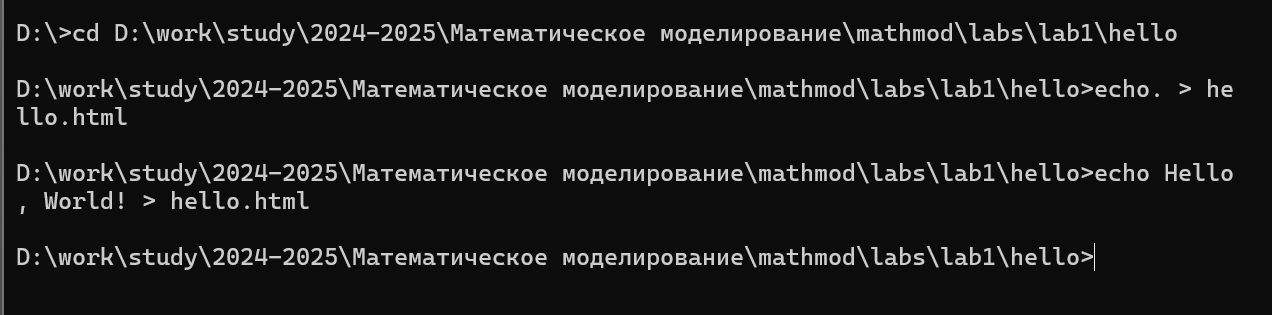 D:\>cd D:\work\study\2024-2025\Математическое моделирование\mathmod\labs\lab1\hello
D:\work\study\2024-2025\Математическое моделирование\mathmod\labs\lab1\hello>echo. > he
llo.html
D:\work\study\2024-2025\Математическое моделирование\mathmod\labs\lab1\hello>echo Hello
, World! > hello.html
D:\work\study\2024-2025\Математическое моделирование\mathmod\labs\lab1\hello>